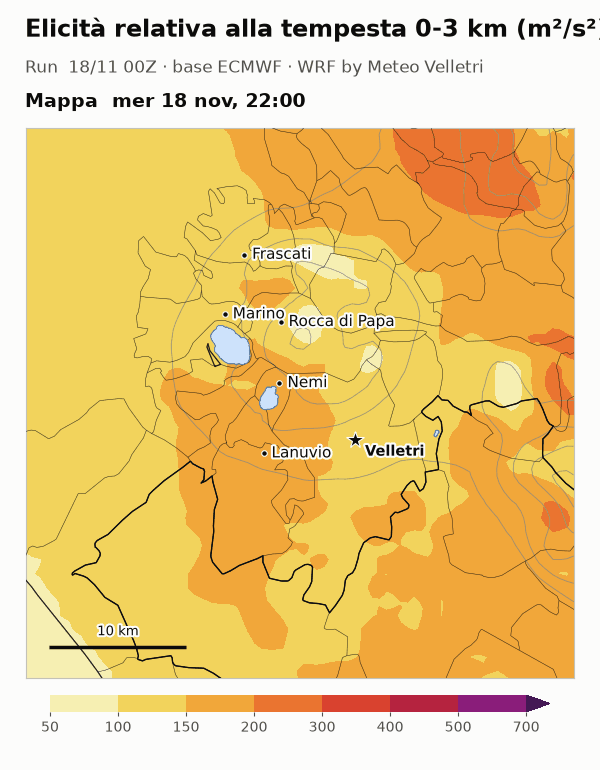 Elicità relativa alla tempesta 0-3 km (m²/s²)
Run  18/11 00Z · base ECMWF · WRF by Meteo Velletri
Mappa  mer 18 nov, 22:00
Frascati
Marino
Rocca di Papa
Nemi
Velletri
Lanuvio
10 km
50 100 150 200 300 400 500 700